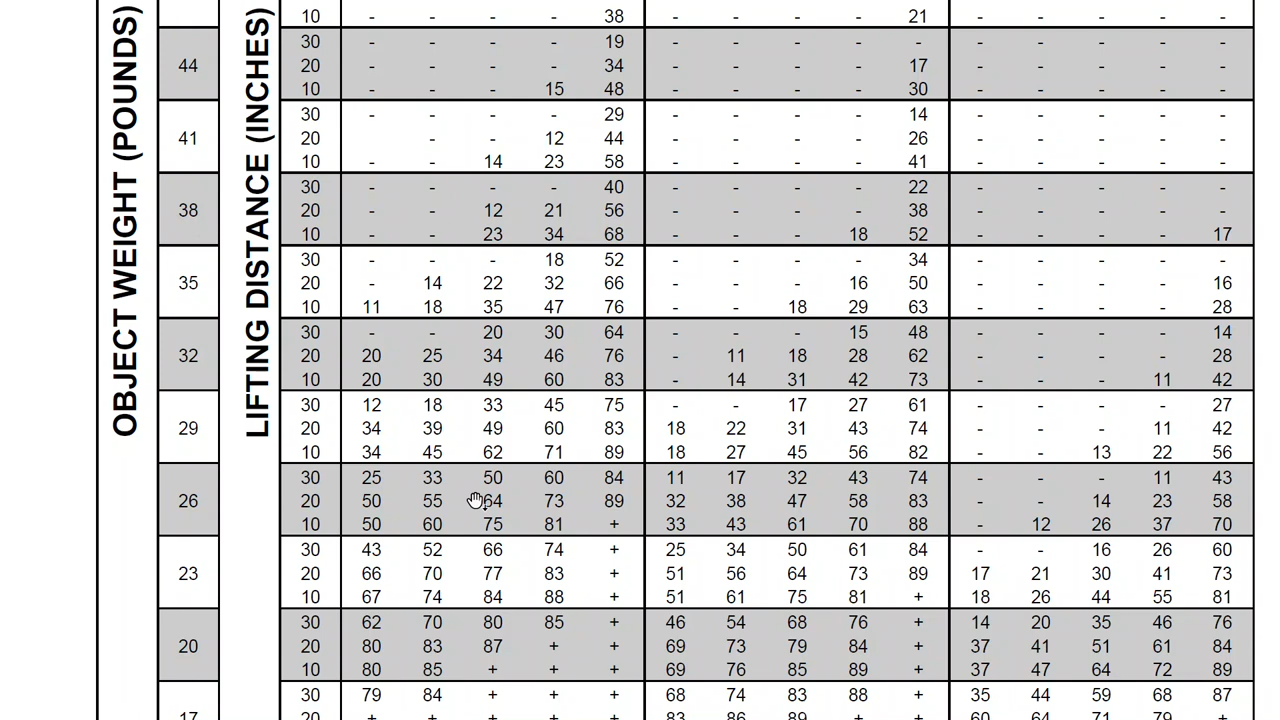 OBJECT WEIGHT (POUNDS)
LIFTING DISTANCE (INCHES)
10 - - - - 38 - - - - 21 - - - - -
30 - - - - 19 - - - - - - - - - -
44 20 - - - - 34 - - - - 17 - - - - -
10 - - - 15 48 - - - - 30 - - - - -
30 - - - - 29 - - - - 14 - - - - -
41 20 - - - 12 44 - - - - 26 - - - - -
10 - - 14 23 58 - - - - 41 - - - - -
30 - - - - 40 - - - - 22 - - - - -
38 20 - - 12 21 56 - - - - 38 - - - - -
10 - - 23 34 68 - - - 18 52 - - - - 17
30 - - - 18 52 - - - - 34 - - - - -
35 20 - 14 22 32 66 - - - 16 50 - - - - 16
10 11 18 35 47 76 - - 18 29 63 - - - - 28
30 - - 20 30 64 - - - 15 48 - - - - 14
32 20 20 25 34 46 76 - 11 18 28 62 - - - - 28
10 20 30 49 60 83 - 14 31 42 73 - - - 11 42
30 12 18 33 45 75 - - 17 27 61 - - - - 27
29 20 34 39 49 60 83 18 22 31 43 74 - - - 11 42
10 34 45 62 71 89 18 27 45 56 82 - - 13 22 56
30 25 33 50 60 84 11 17 32 43 74 - - - 11 43
26 20 50 55 64 73 89 32 38 47 58 83 - - 14 23 58
10 50 60 75 81 + 33 43 61 70 88 - 12 26 37 70
30 43 52 66 74 + 25 34 50 61 84 - - 16 26 60
23 20 66 70 77 83 + 51 56 64 73 89 17 21 30 41 73
10 67 74 84 88 + 51 61 75 81 + 18 26 44 55 81
30 62 70 80 85 + 46 54 68 76 + 14 20 35 46 76
20 20 80 83 87 + + 69 73 79 84 + 37 41 51 61 84
10 80 85 + + + 69 76 85 89 + 37 47 64 72 89
30 79 84 + + + 68 74 83 88 + 35 44 59 68 87
17 20 + + + + + 83 86 89 + + 60 64 71 79 +